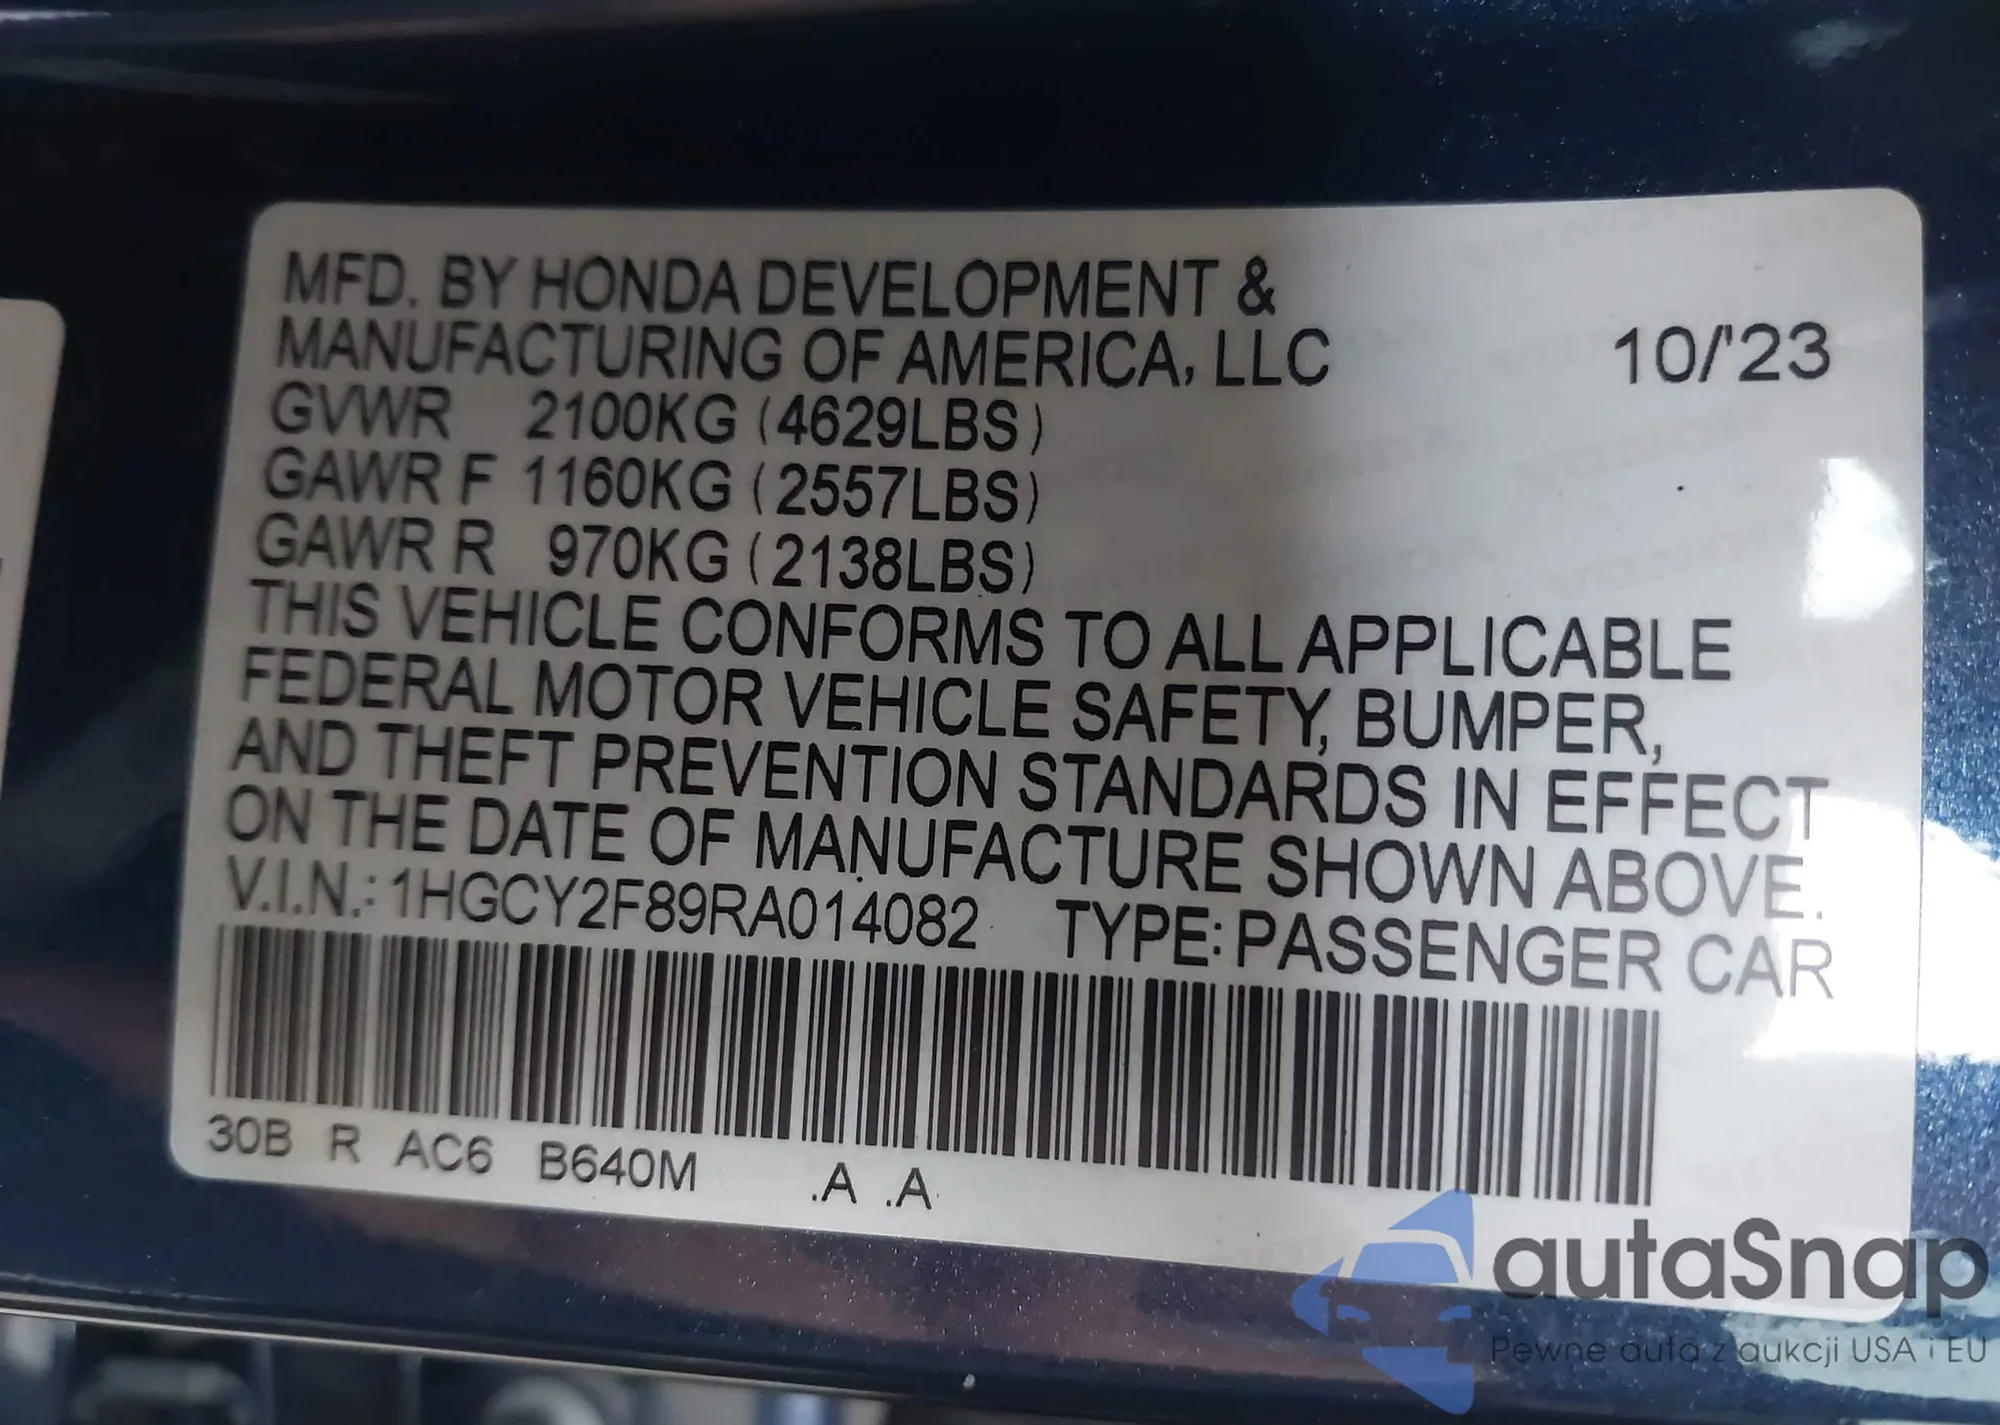 MFD. BY HONDA DEVELOPMENT &
MANUFACTURING OF AMERICA, LLC 10/'23
GVWR 2100KG (4629LBS)
GAWR F 1160KG (2557LBS)
GAWR R 970KG (2138LBS)
THIS VEHICLE CONFORMS TO ALL APPLICABLE
FEDERAL MOTOR VEHICLE SAFETY, BUMPER,
AND THEFT PREVENTION STANDARDS IN EFFECT
ON THE DATE OF MANUFACTURE SHOWN ABOVE.
V.I.N.: 1HGCY2F89RA014082 TYPE: PASSENGER CAR
30B R AC6 B640M .A .A
autaSnap
Pewne auta z aukcji USA i EU